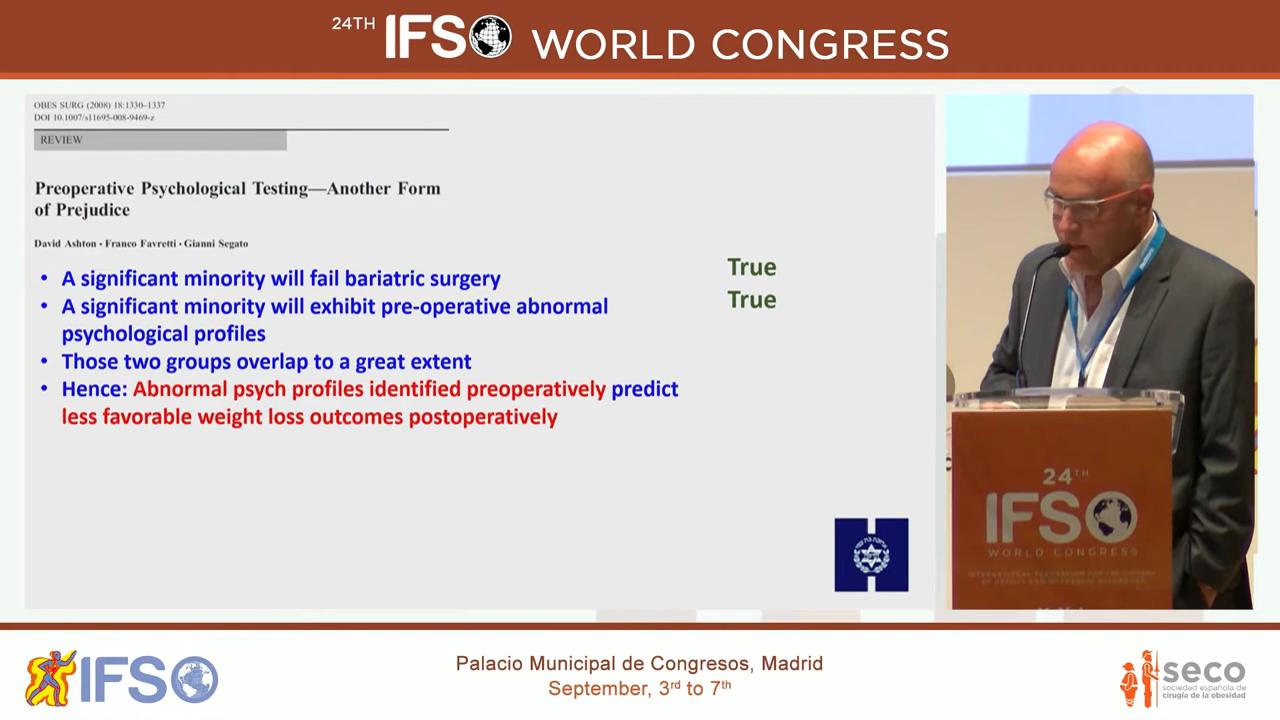 24TH IFSO WORLD CONGRESS
OBES SURG (2008) 18:1330–1337
DOI 10.1007/s11695-008-9469-z
REVIEW
Preoperative Psychological Testing—Another Form
of Prejudice
David Ashton · Franco Favretti · Gianni Segato
• A significant minority will fail bariatric surgery
• A significant minority will exhibit pre-operative abnormal
psychological profiles
• Those two groups overlap to a great extent
• Hence: Abnormal psych profiles identified preoperatively predict
less favorable weight loss outcomes postoperatively
True
True
24TH
IFSO
WORLD CONGRESS
IFSO
Palacio Municipal de Congresos, Madrid
September, 3rd to 7th
seco
sociedad española de
cirugía de la obesidad